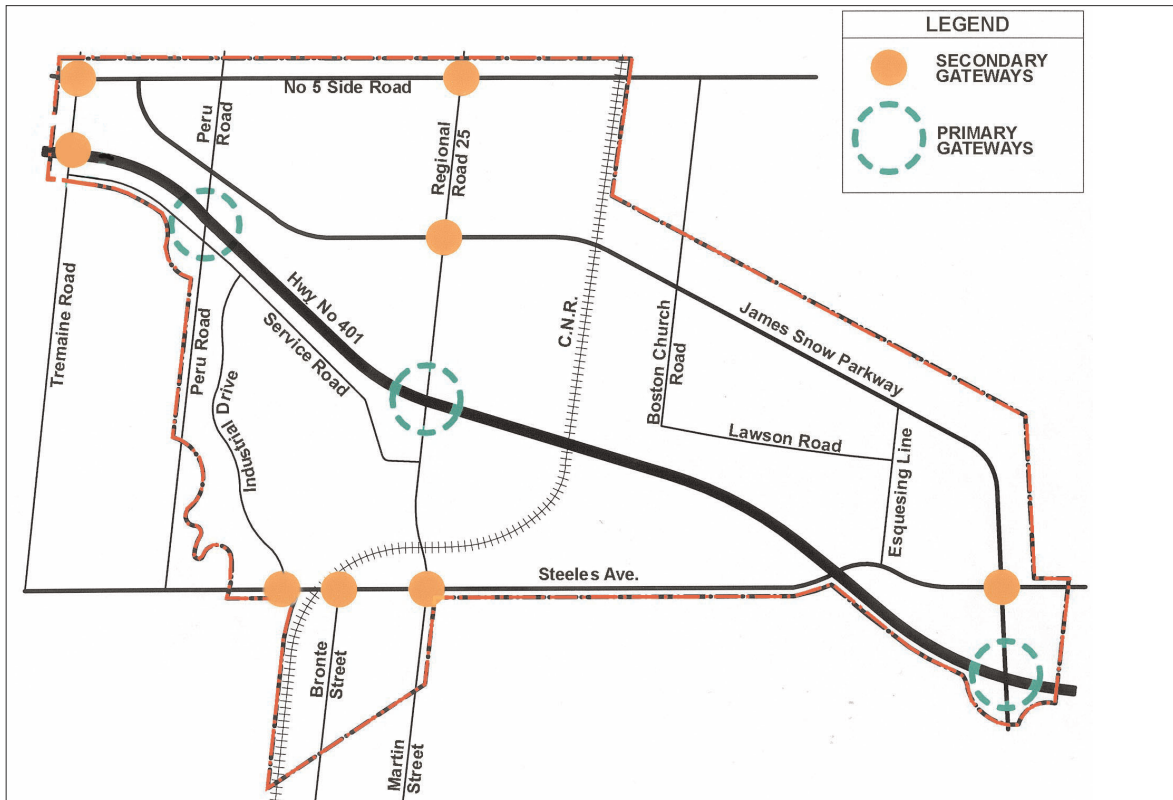 LEGEND
SECONDARY
GATEWAYS
PRIMARY
GATEWAYS
No 5 Side Road
Peru
Road
Regional
Road 25
Tremaine Road
Peru Road
Industrial Drive
Hwy No 401
Service Road
C.N.R.
Boston Church
Road
James Snow Parkway
Lawson Road
Esquesing Line
Steeles Ave.
Bronte
Street
Martin
Street